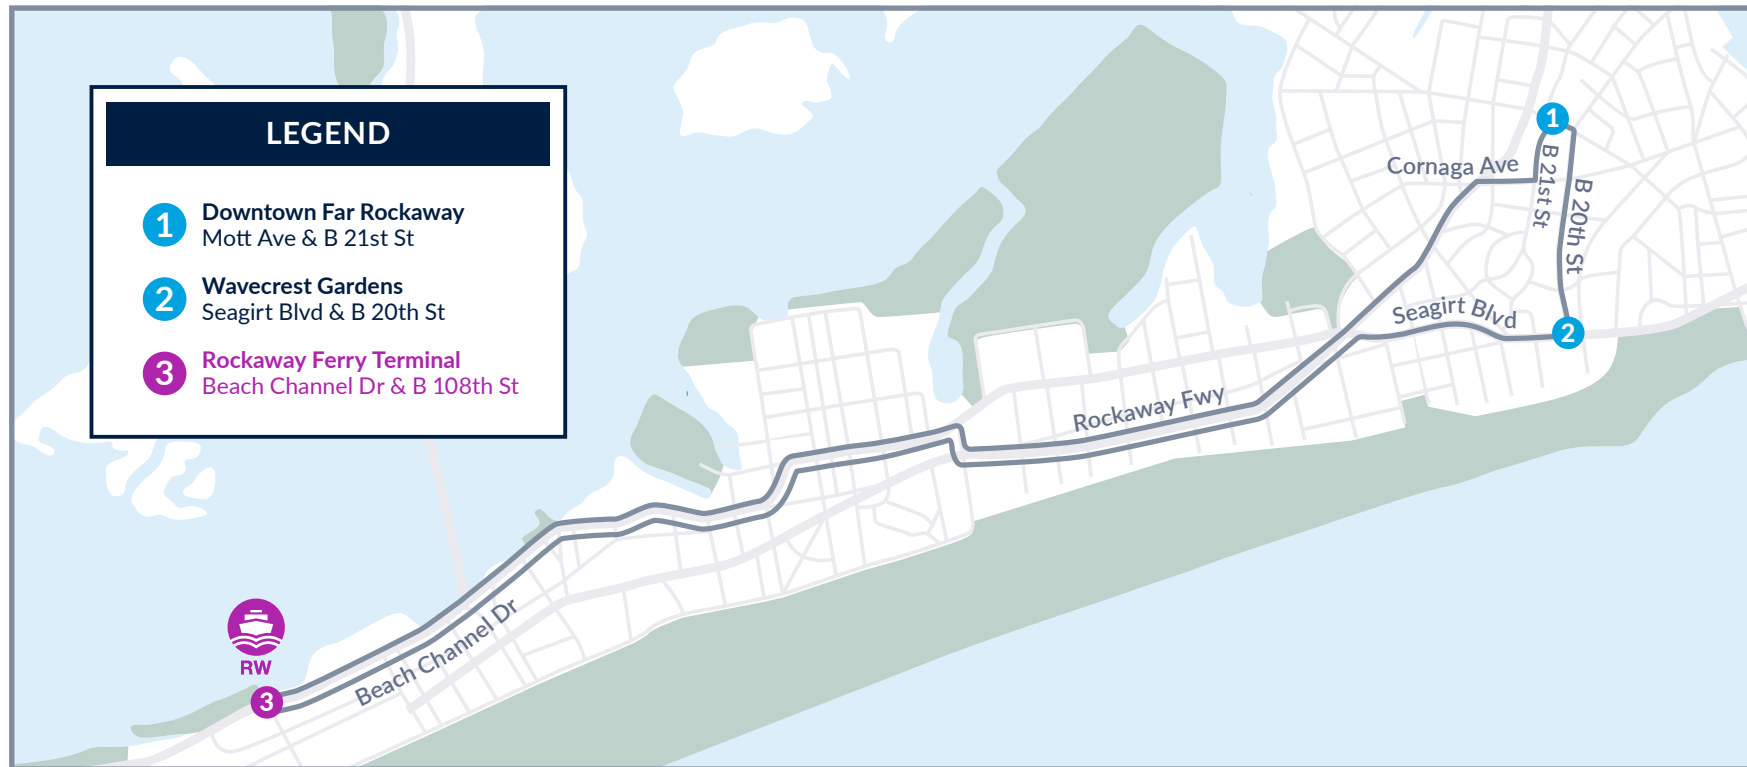 LEGEND
1
Downtown Far Rockaway
Mott Ave & B 21st St
2
Wavecrest Gardens
Seagirt Blvd & B 20th St
3
Rockaway Ferry Terminal
Beach Channel Dr & B 108th St
1
Cornaga Ave
B 21st St
B 20th St
Seagirt Blvd
2
Rockaway Fwy
Beach Channel Dr
RW
3